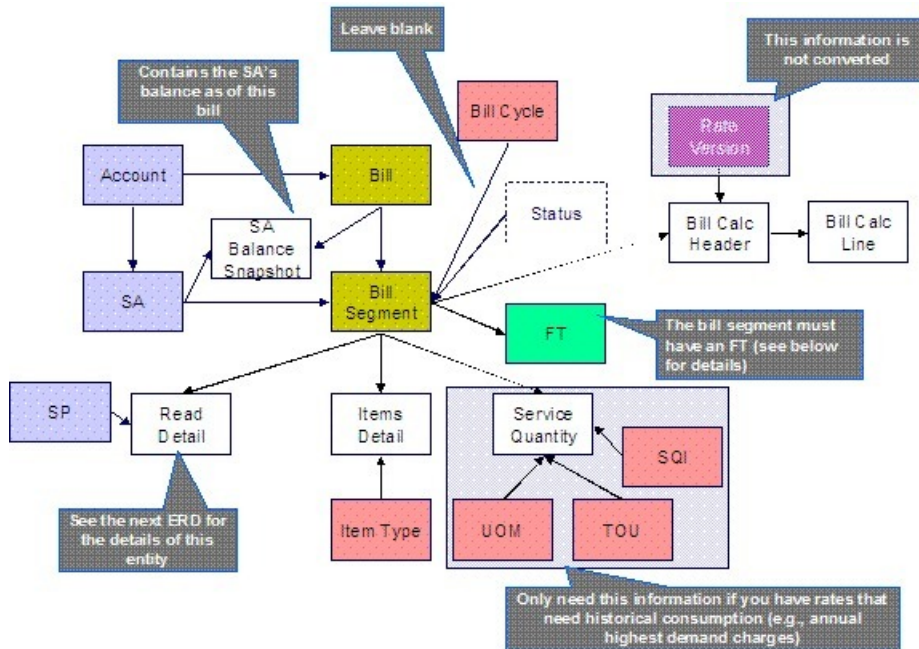 Leave blank
This information is
not converted
Contains the SA's
balance as of this
bill
Bill Cycle
Rate
Version
Account
Bill
Status
SA
Balance
Snapshot
Bill Calc
Header
Bill Calc
Line
SA
Bill
Segment
FT
The bill segment must
have an FT (see below
for details)
SP
Read
Detail
Items
Detail
Service
Quantity
SQI
See the next ERD for
the details of this
entity
Item Type
UOM
TOU
Only need this information if you have rates that
need historical consumption (e.g., annual
highest demand charges)